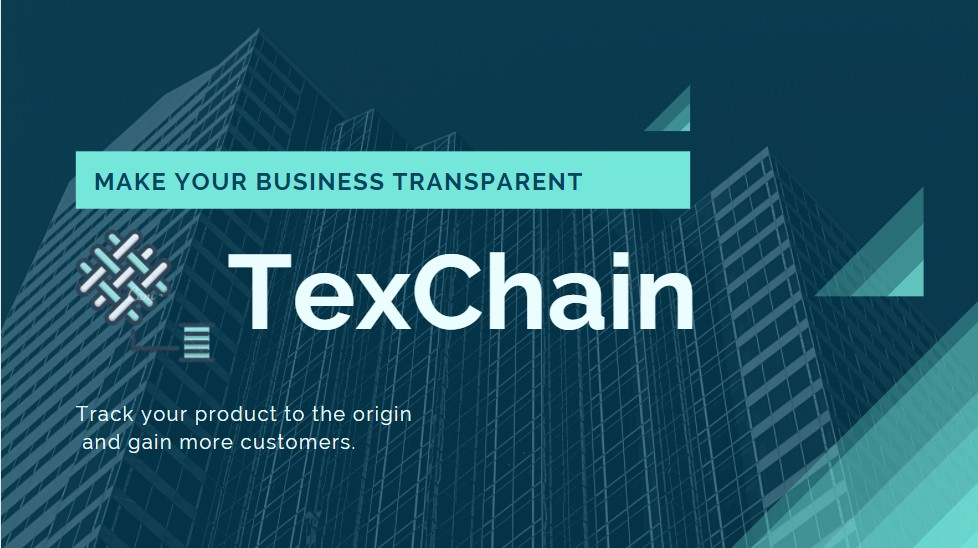 MAKE YOUR BUSINESS TRANSPARENT
TexChain
Track your product to the origin
and gain more customers.